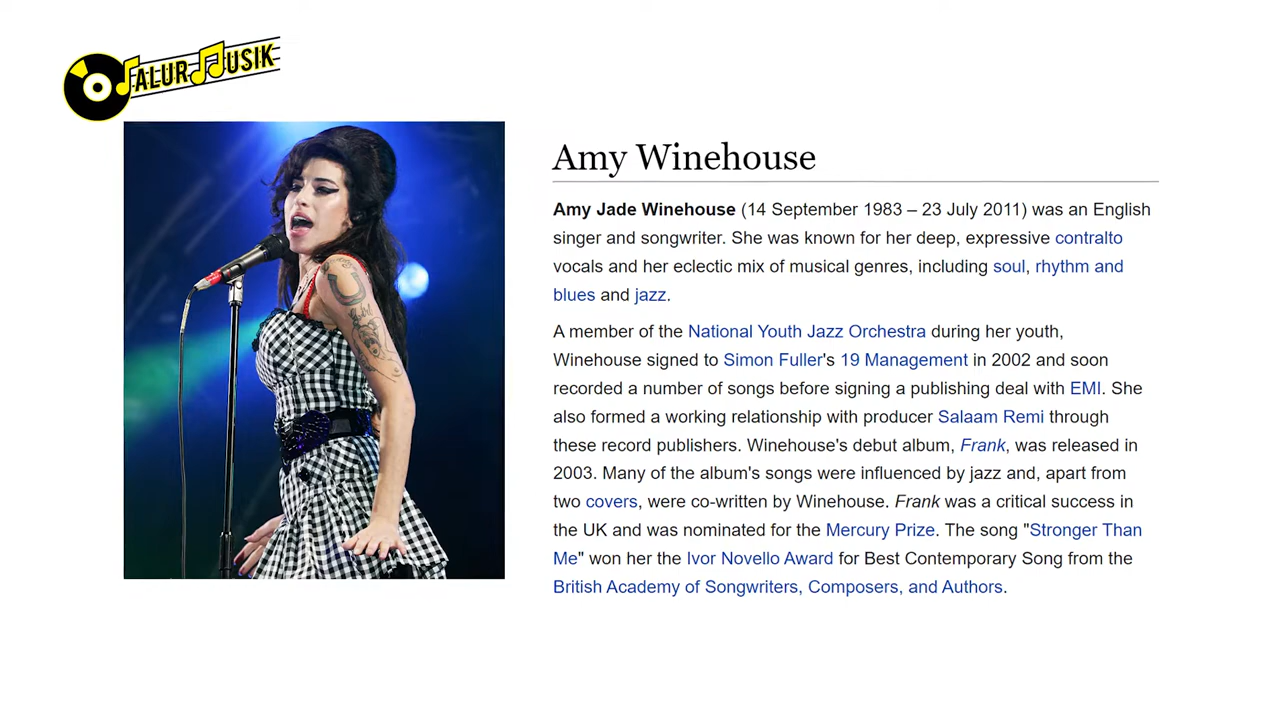 ALUR MUSIK
Amy Winehouse
Amy Jade Winehouse (14 September 1983 – 23 July 2011) was an English
singer and songwriter. She was known for her deep, expressive contralto
vocals and her eclectic mix of musical genres, including soul, rhythm and
blues and jazz.
A member of the National Youth Jazz Orchestra during her youth,
Winehouse signed to Simon Fuller's 19 Management in 2002 and soon
recorded a number of songs before signing a publishing deal with EMI. She
also formed a working relationship with producer Salaam Remi through
these record publishers. Winehouse's debut album, Frank, was released in
2003. Many of the album's songs were influenced by jazz and, apart from
two covers, were co-written by Winehouse. Frank was a critical success in
the UK and was nominated for the Mercury Prize. The song "Stronger Than
Me" won her the Ivor Novello Award for Best Contemporary Song from the
British Academy of Songwriters, Composers, and Authors.